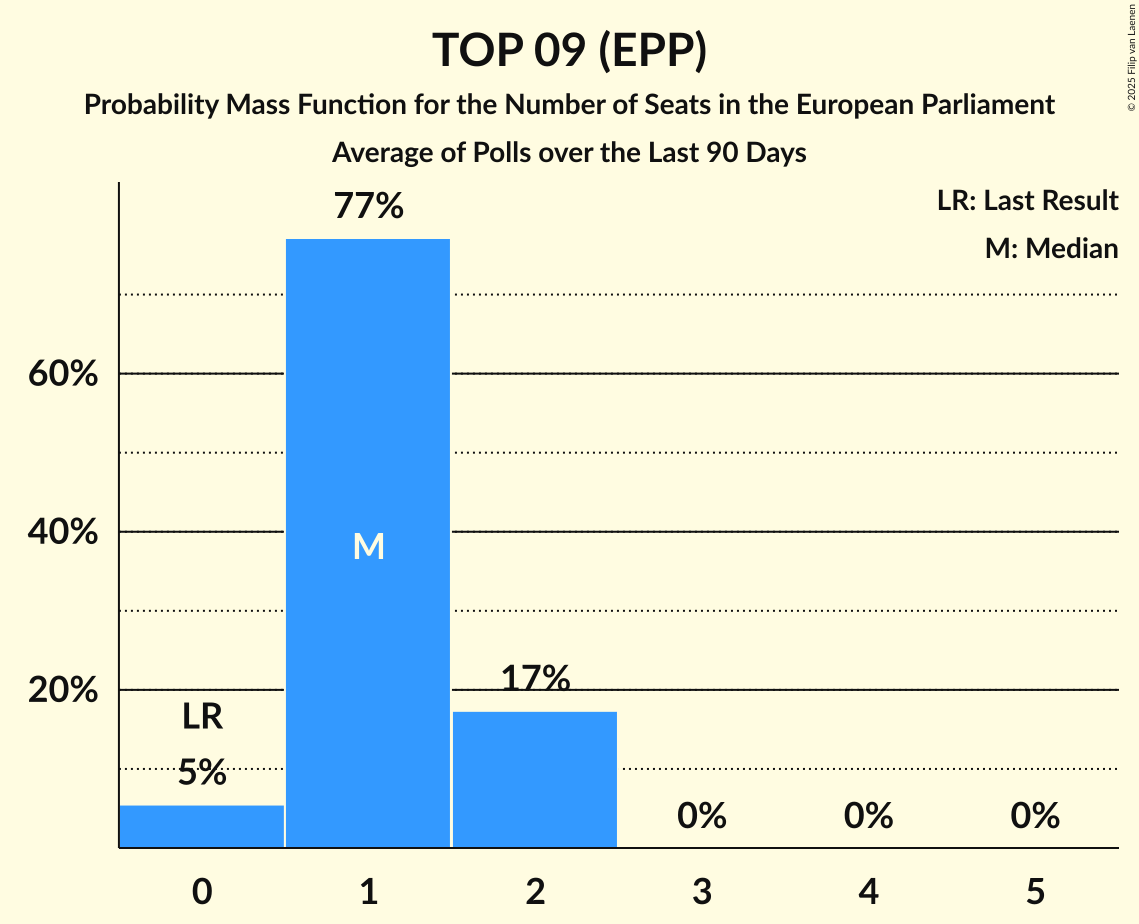 TOP 09 (EPP)
Probability Mass Function for the Number of Seats in the European Parliament
Average of Polls over the Last 90 Days
© 2025 Filip van Laenen
LR: Last Result
M: Median
77%
60%
40%
20%
M
17%
LR
5%
0%
0%
0%
0
1
2
3
4
5